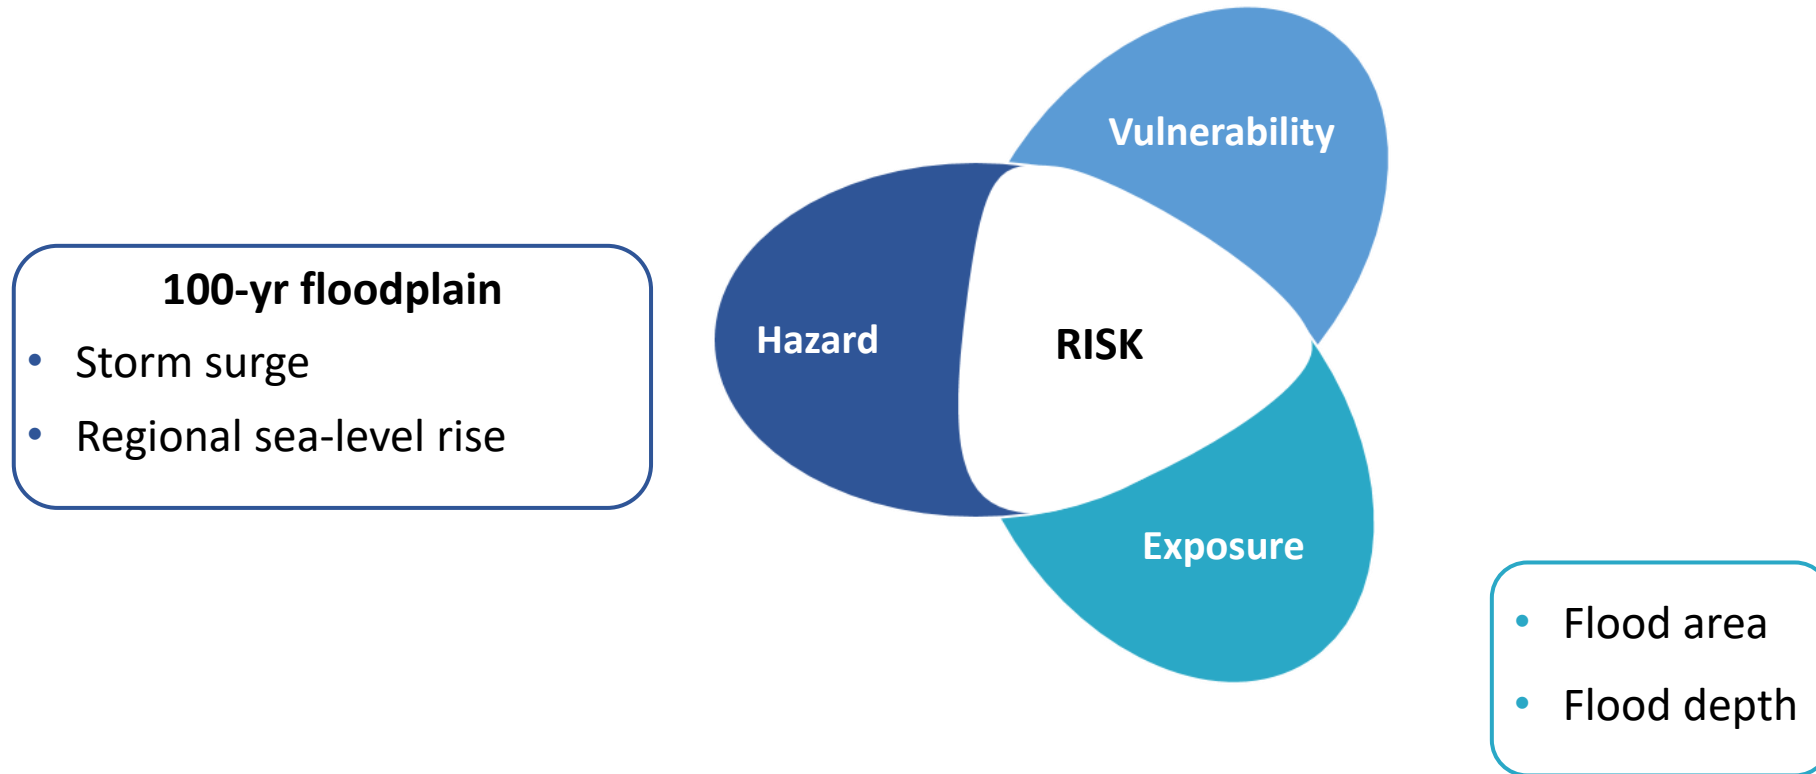 Vulnerability
100-yr floodplain
• Storm surge
• Regional sea-level rise
Hazard
RISK
Exposure
• Flood area
• Flood depth